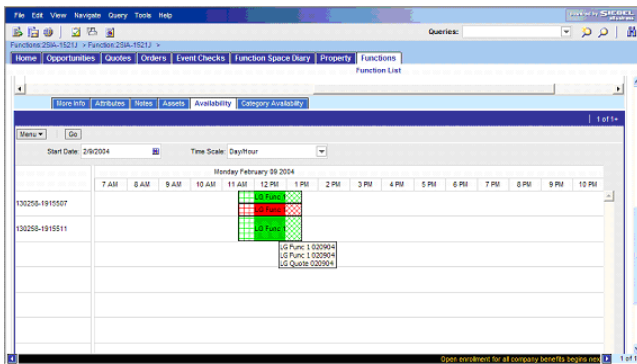 File Edit View Navigate Query Tools Help
Powered by SIEBEL
Queries:
Functions:2SIA-1521J > Function:2SIA-1521J >
Home Opportunities Quotes Orders Event Checks Function Space Diary Property Functions
Function List
More Info Attributes Notes Assets Availability Category Availability
1 of 1+
Menu Go
Start Date: 2/9/2004 Time Scale: Day/Hour
Monday February 09 2004
7 AM 8 AM 9 AM 10 AM 11 AM 12 PM 1 PM 2 PM 3 PM 4 PM 5 PM 6 PM 7 PM 8 PM 9 PM 10 PM
LG Func 1
130258-1915507
LG Func 1
130258-1915511
LG Func 1
LG Func 1 020904
LG Func 1 020904
LG Quote 020904
Open enrollment for all company benefits begins nex
1 of 1